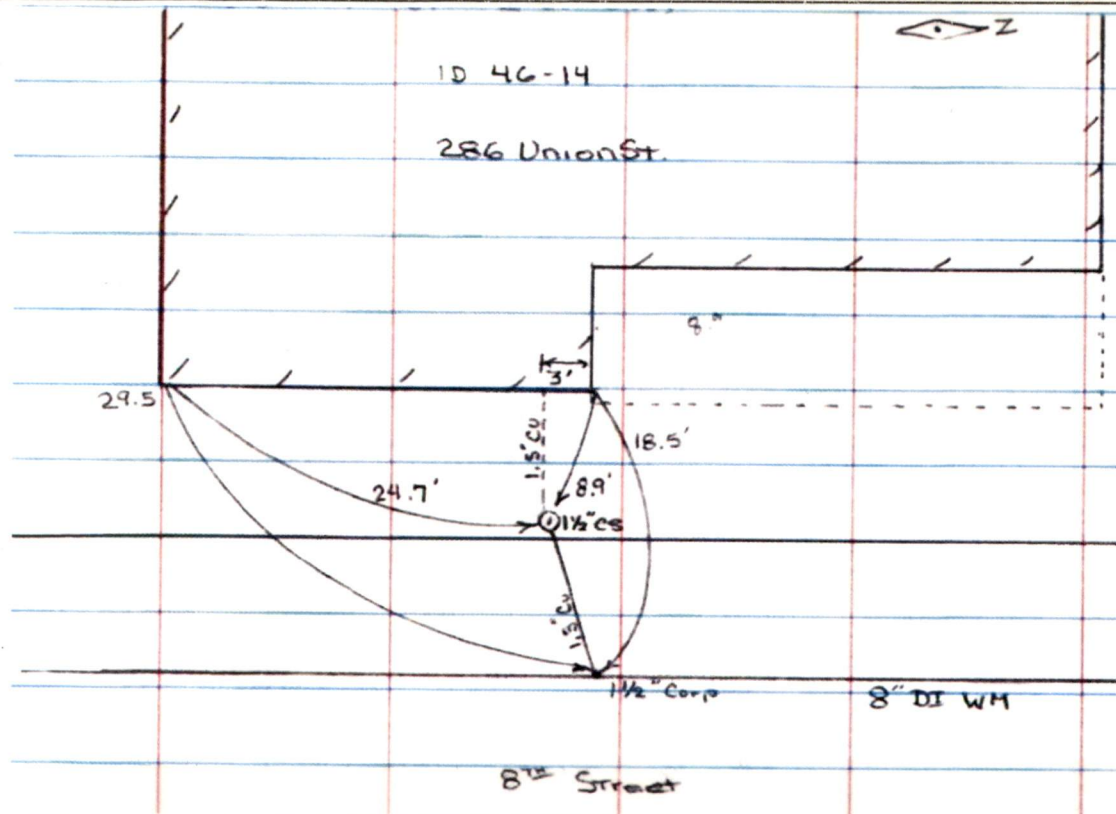 Z
ID 46-14
286 Union St.
3'
29.5
1.5" CU
18.5'
24.7'
8.9'
1½" CS
1.5" CU
1½" Corp
8" DI WM
8TH Street